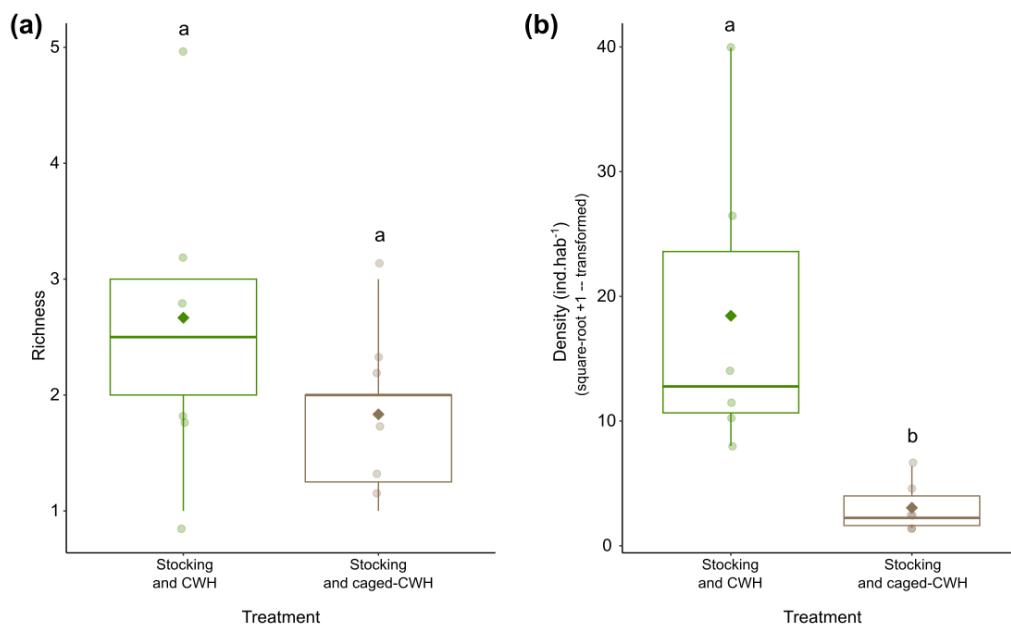 (a)
a
a
5
4
3
2
1
Richness
Stocking
and CWH
Stocking
and caged-CWH
Treatment
(b)
a
b
40
30
20
10
0
Density (ind.hab⁻¹)
(square-root +1 -- transformed)
Stocking
and CWH
Stocking
and caged-CWH
Treatment